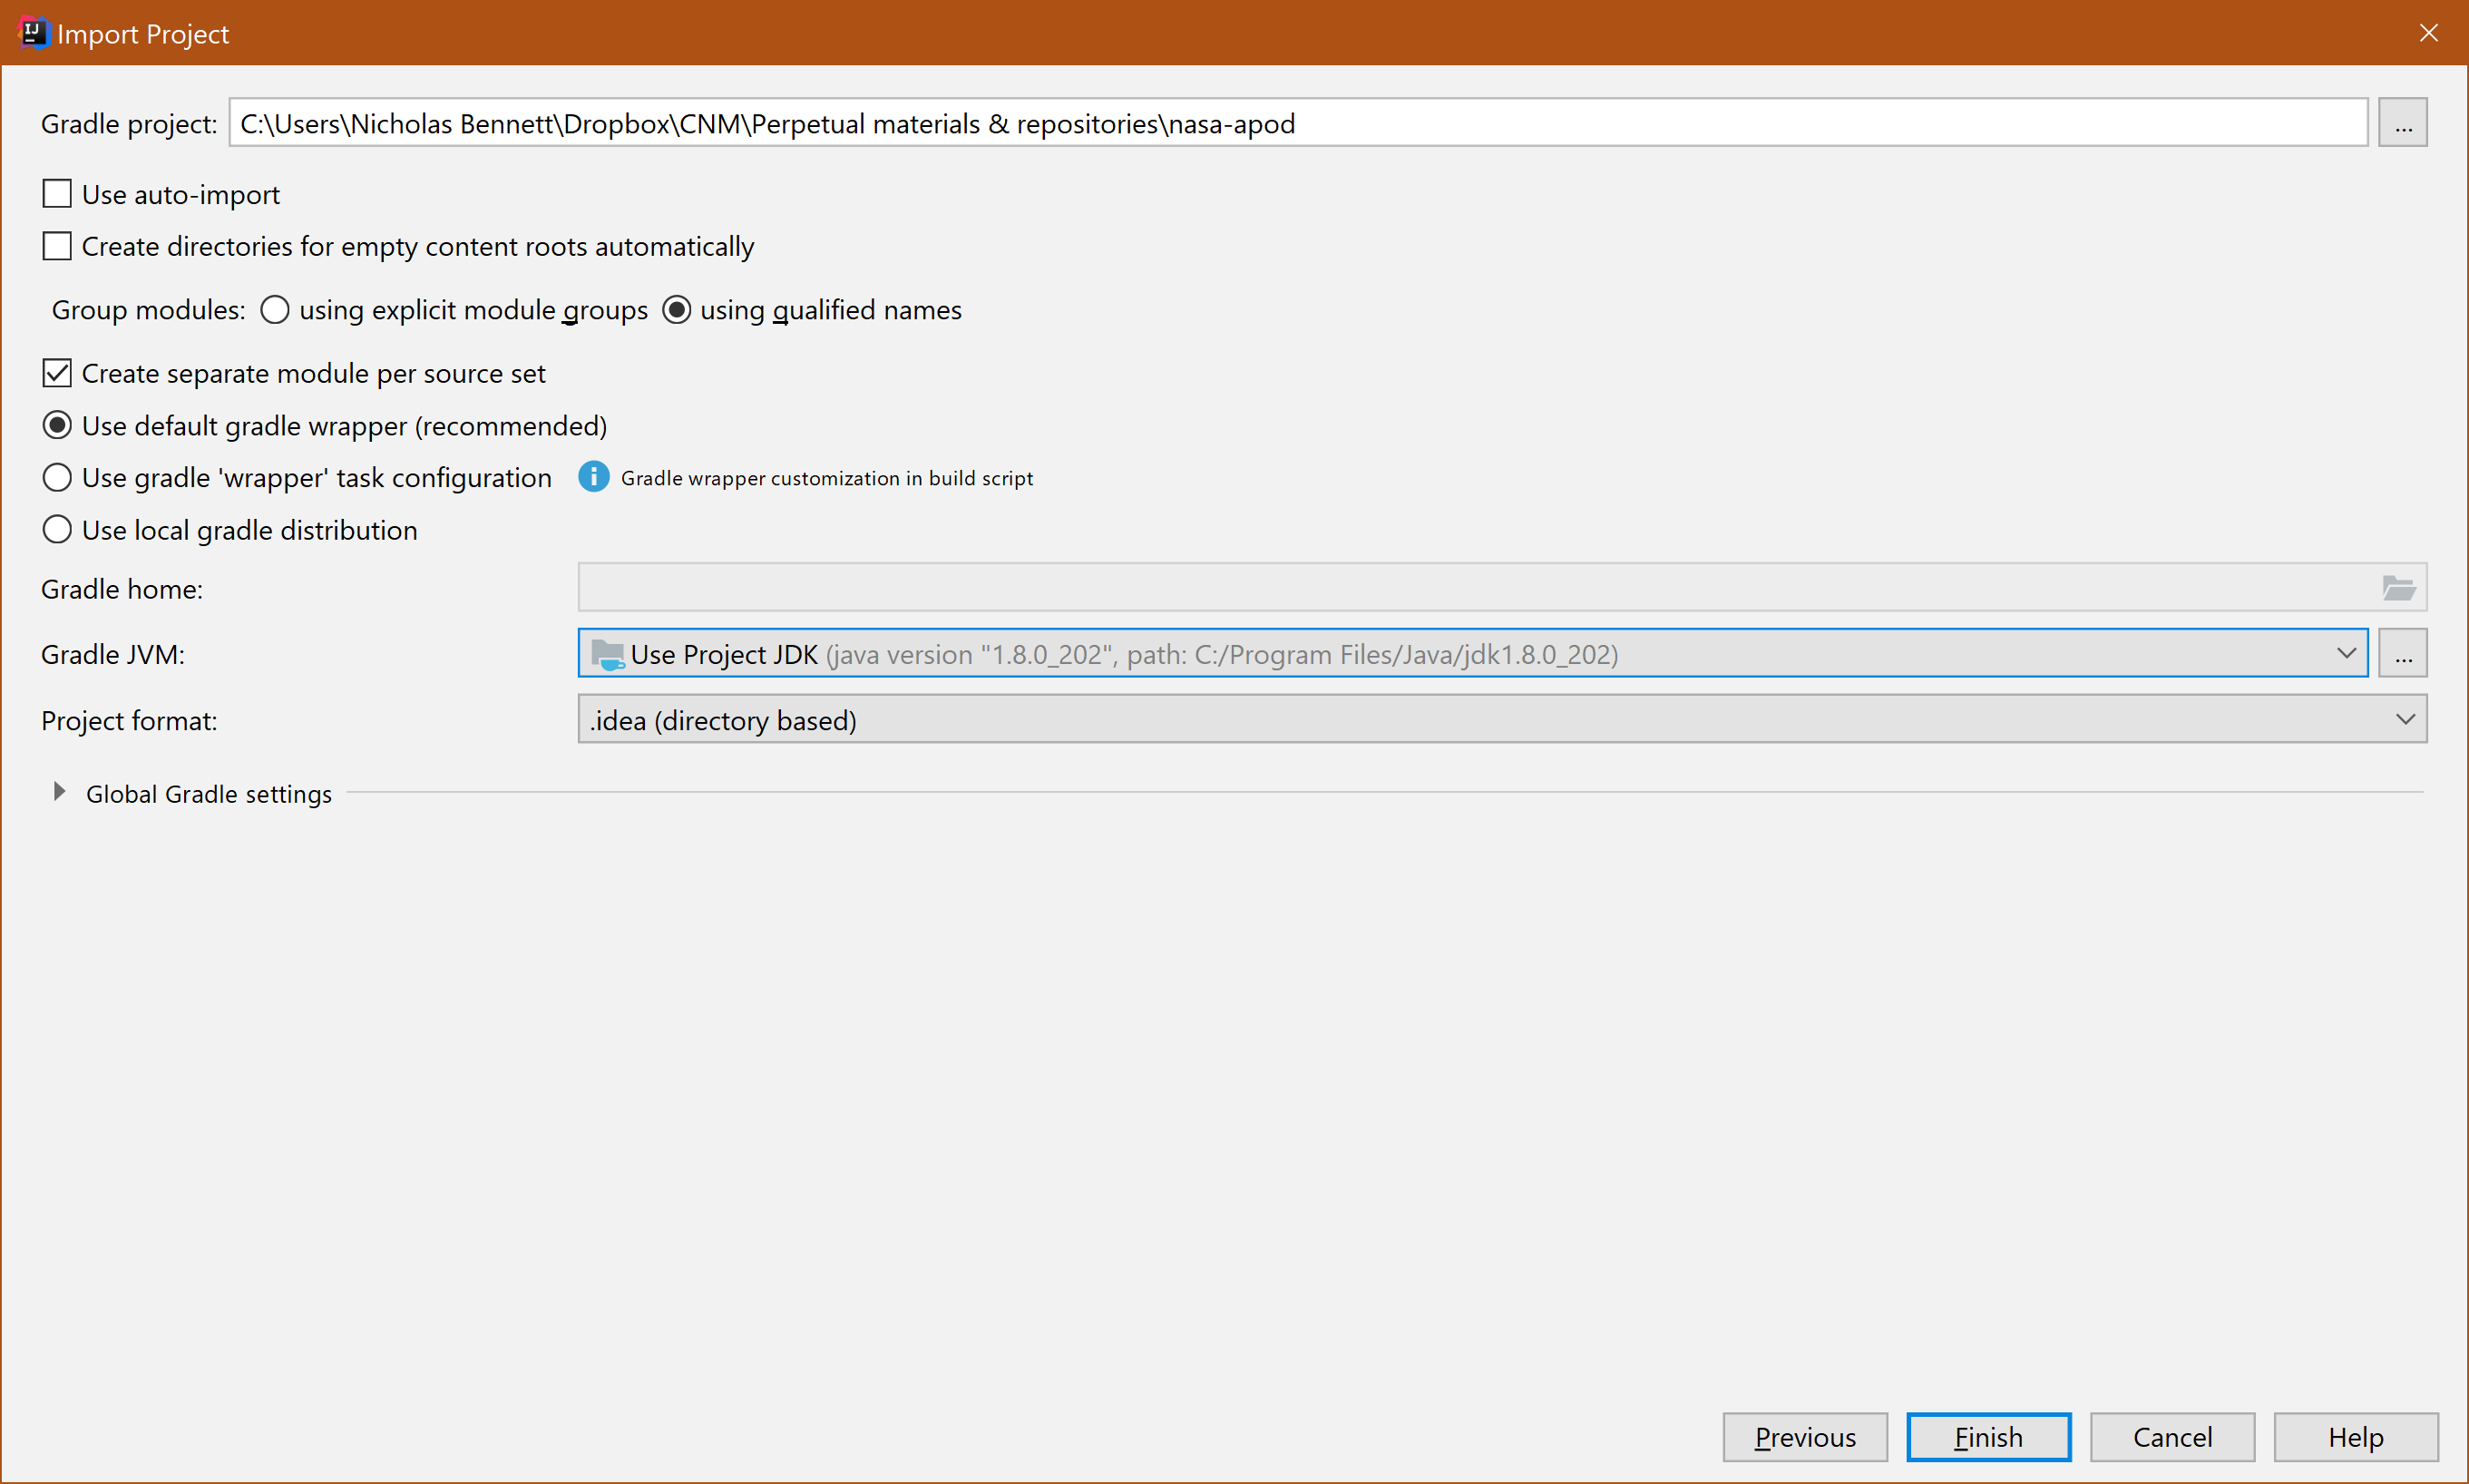 IJ Import Project
Gradle project: C:\Users\Nicholas Bennett\Dropbox\CNM\Perpetual materials & repositories\nasa-apod ...
Use auto-import
Create directories for empty content roots automatically
Group modules: using explicit module groups using qualified names
Create separate module per source set
Use default gradle wrapper (recommended)
Use gradle 'wrapper' task configuration i Gradle wrapper customization in build script
Use local gradle distribution
Gradle home:
Gradle JVM: Use Project JDK (java version "1.8.0_202", path: C:/Program Files/Java/jdk1.8.0_202) ...
Project format: .idea (directory based)
Global Gradle settings
Previous Finish Cancel Help